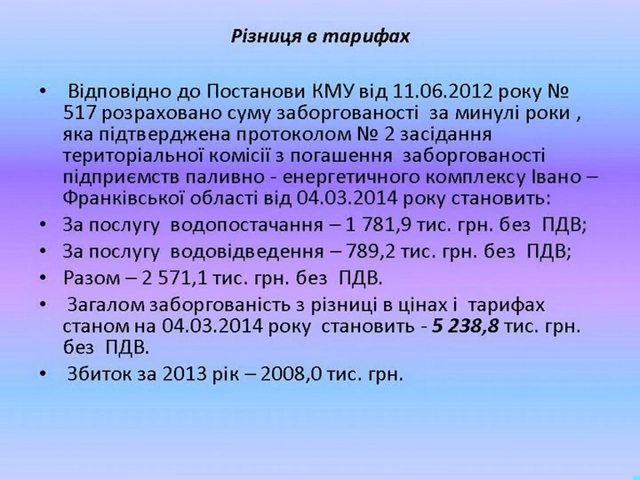 Різниця в тарифах
• Відповідно до Постанови КМУ від 11.06.2012 року №
517 розраховано суму заборгованості за минулі роки ,
яка підтверджена протоколом № 2 засідання
територіальної комісії з погашення заборгованості
підприємств паливно - енергетичного комплексу Івано –
Франківської області від 04.03.2014 року становить:
• За послугу водопостачання – 1 781,9 тис. грн. без ПДВ;
• За послугу водовідведення – 789,2 тис. грн. без ПДВ;
• Разом – 2 571,1 тис. грн. без ПДВ.
• Загалом заборгованість з різниці в цінах і тарифах
станом на 04.03.2014 року становить - 5 238,8 тис. грн.
без ПДВ.
• Збиток за 2013 рік – 2008,0 тис. грн.